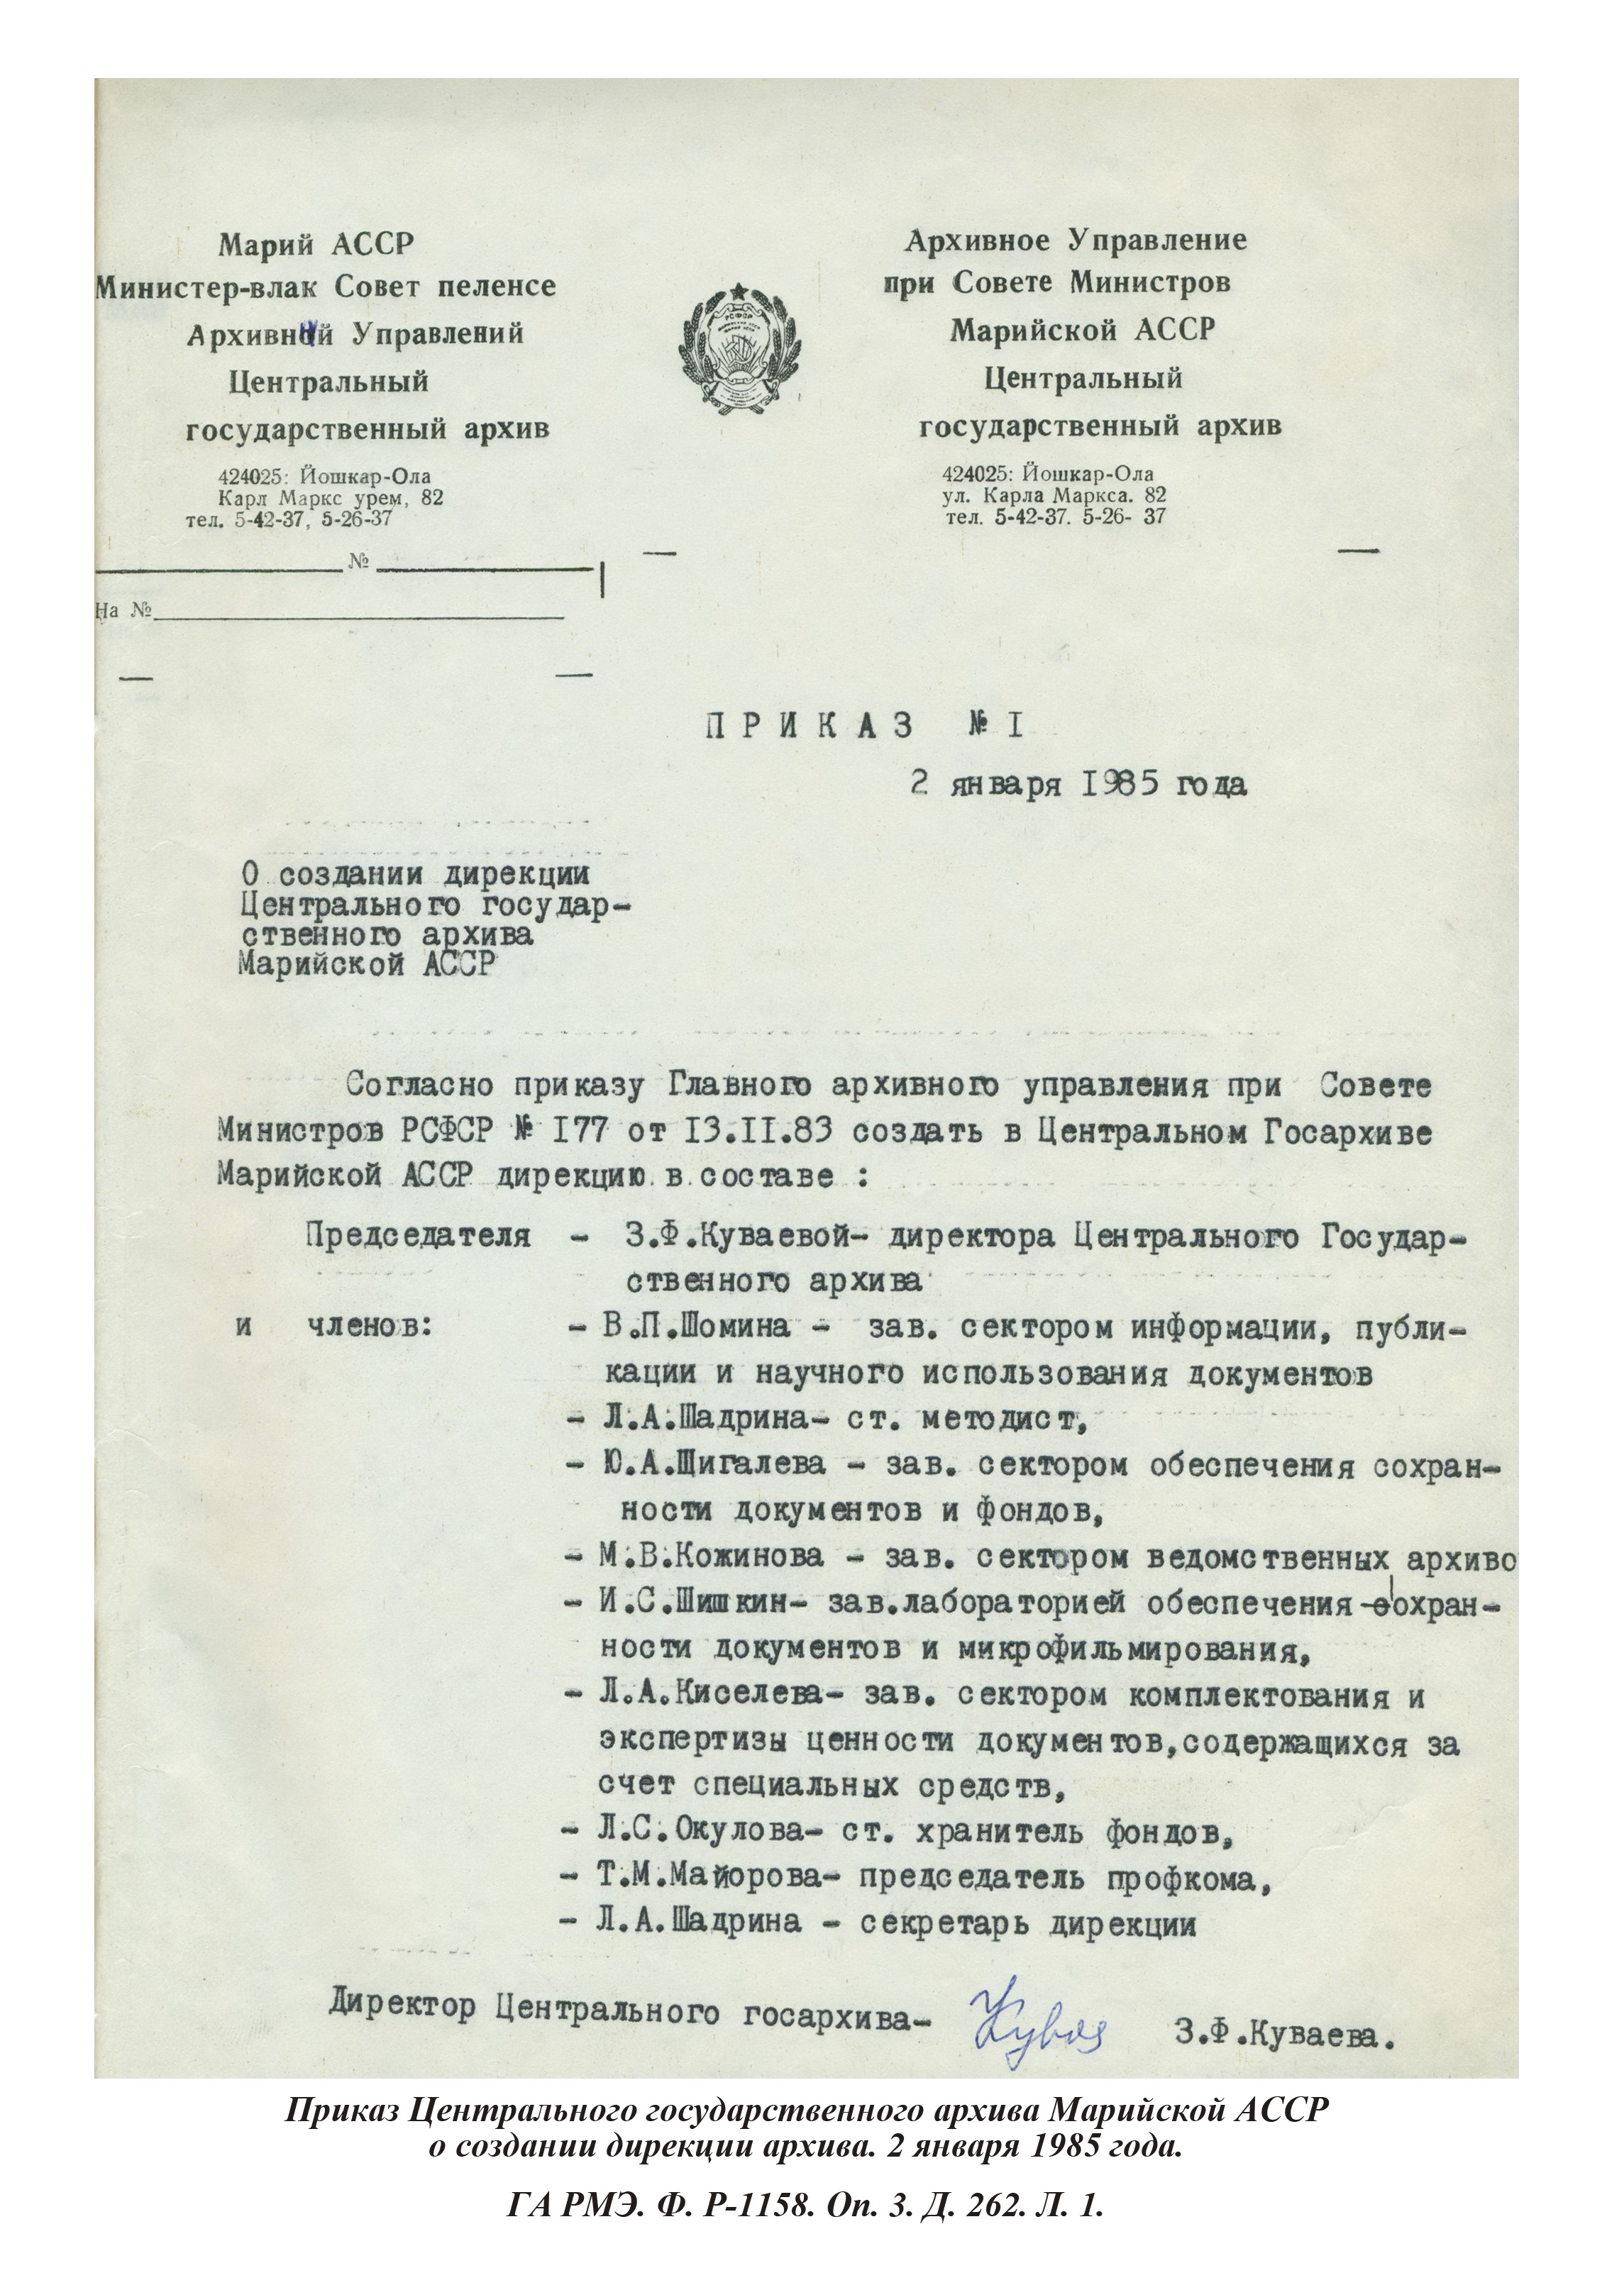 Марий АССР
Министер-влак Совет пеленсе
Архивный Управлений
Центральный
государственный архив
424025: Йошкар-Ола
Карл Маркс урем, 82
тел. 5-42-37, 5-26-37
№
На №
Архивное Управление
при Совете Министров
Марийской АССР
Центральный
государственный архив
424025: Йошкар-Ола
ул. Карла Маркса. 82
тел. 5-42-37. 5-26- 37
РСФСР
ПРИКАЗ № I
2 января 1985 года
О создании дирекции
Центрального государ-
ственного архива
Марийской АССР
Согласно приказу Главного архивного управления при Совете
Министров РСФСР № 177 от 13.11.83 создать в Центральном Госархиве
Марийской АССР дирекцию в составе :
Председателя - З.Ф.Куваевой- директора Центрального Государ-
ственного архива
и членов: - В.П.Шомина - зав. сектором информации, публи-
кации и научного использования документов
- Л.А.Шадрина- ст. методист,
- Ю.А.Щигалева - зав. сектором обеспечения сохран-
ности документов и фондов,
- М.В.Кожинова - зав. сектором ведомственных архиво
- И.С.Шишкин- зав.лабораторией обеспечения сохран-
ности документов и микрофильмирования,
- Л.А.Киселева- зав. сектором комплектования и
экспертизы ценности документов,содержащихся за
счет специальных средств,
- Л.С.Окулова- ст. хранитель фондов,
- Т.М.Майорова- председатель профкома,
- Л.А.Шадрина - секретарь дирекции
Директор Центрального госархива- З.Ф.Куваева.
Приказ Центрального государственного архива Марийской АССР
о создании дирекции архива. 2 января 1985 года.
ГА РМЭ. Ф. Р-1158. Оп. 3. Д. 262. Л. 1.